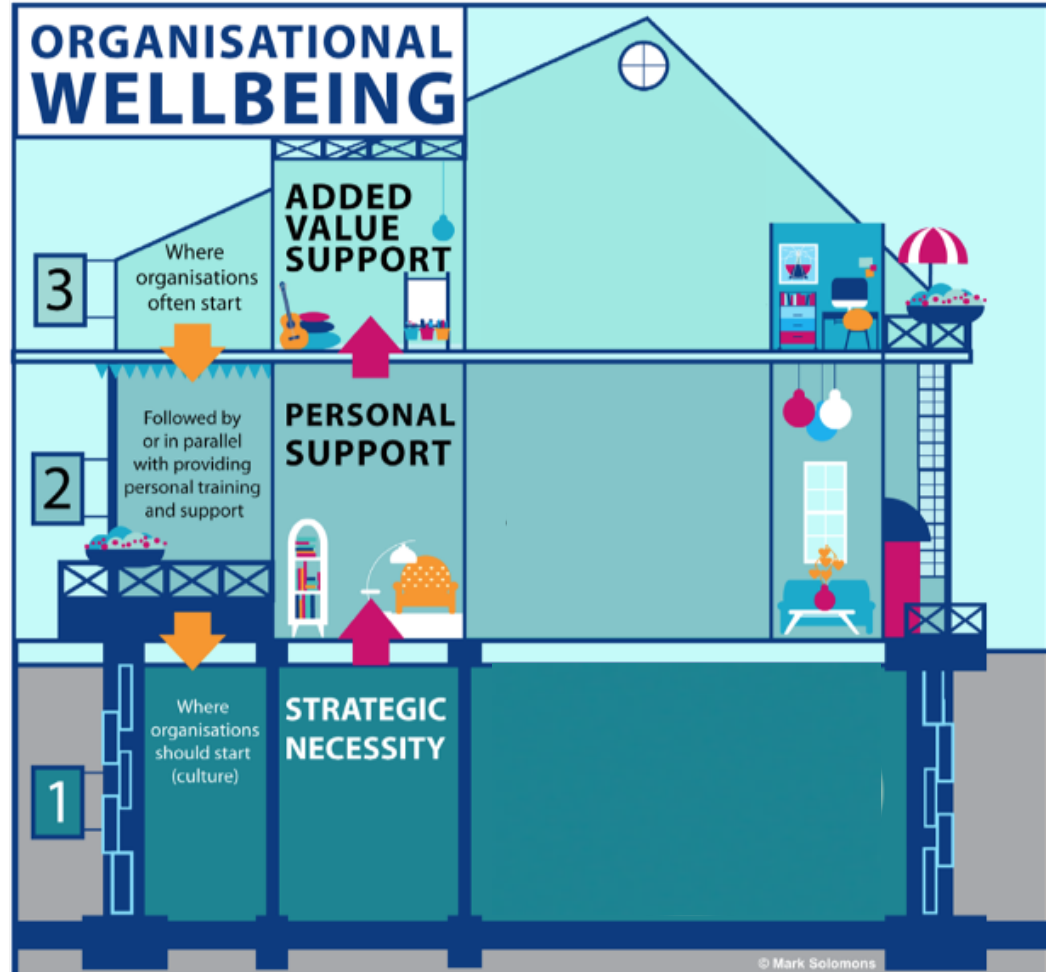 ORGANISATIONAL
WELLBEING
3
Where
organisations
often start
ADDED
VALUE
SUPPORT
2
Followed by
or in parallel
with providing
personal training
and support
PERSONAL
SUPPORT
1
Where
organisations
should start
(culture)
STRATEGIC
NECESSITY
© Mark Solomons